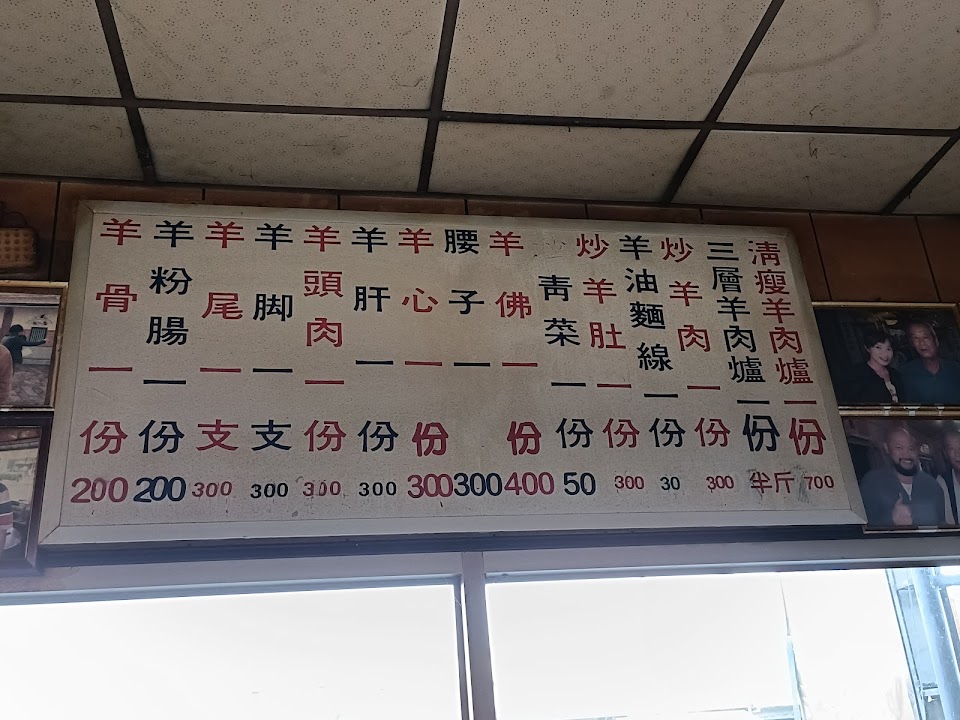 清瘦羊肉爐一份700
三層羊肉爐一份半斤
炒羊肉一份300
羊油麵線一份30
炒羊肚一份300
青菜一份50
羊佛一份400
腰子一300
羊心一份300
羊肝一份300
羊頭肉一份300
羊脚一支300
羊尾一支300
羊粉腸一份200
羊骨一份200